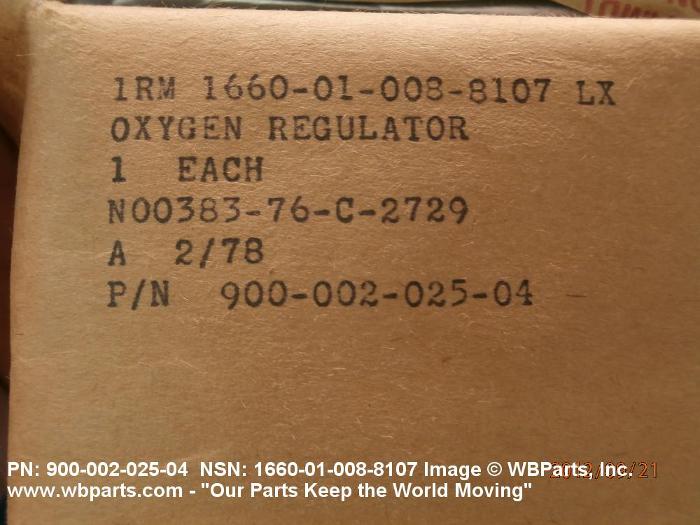 1RM 1660-01-008-8107 LX
OXYGEN REGULATOR
1 EACH
N00383-76-C-2729
A 2/78
P/N 900-002-025-04
PN: 900-002-025-04 NSN: 1660-01-008-8107 Image © WBParts, Inc.
www.wbparts.com - "Our Parts Keep the World Moving"